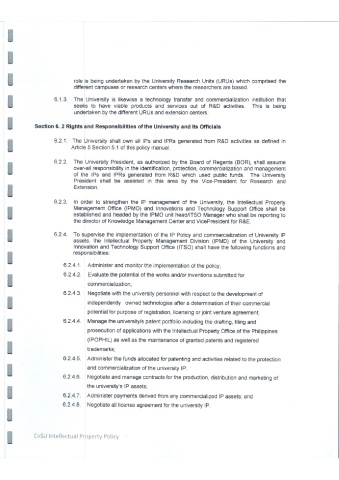 role is being undertaken by the University Research Units (URUs) which comprised the
different campuses or research centers where the researchers are based.
6.1.3. The University is likewise a technology transfer and commercialization institution that
seeks to have viable products and services out of R&D activities. This is being
undertaken by the different URUs and extension centers.
Section 6. 2 Rights and Responsibilities of the University and its Officials
6.2.1. The University shall own all IPs and IPRs generated from R&D activities as defined in
Article 5 Section 5.1 of this policy manual.
6.2.2. The University President, as authorized by the Board of Regents (BOR), shall assume
over-all responsibility in the identification, protection, commercialization and management
of the IPs and IPRs generated from R&D which used public funds. The University
President shall be assisted in this area by the Vice-President for Research and
Extension.
6.2.3. In order to strengthen the IP management of the University, the Intellectual Property
Management Office (IPMO) and Innovations and Technology Support Office shall be
established and headed by the IPMO unit head/ITSO Manager who shall be reporting to
the director of Knowledge Management Center and VicePresident for R&E.
6.2.4. To supervise the implementation of the IP Policy and commercialization of University IP
assets, the Intellectual Property Management Division (IPMD) of the University and
Innovation and Technology Support Office (ITSO) shall have the following functions and
responsibilities:
6.2.4.1. Administer and monitor the implementation of the policy;
6.2.4.2. Evaluate the potential of the works and/or inventions submitted for
commercialization;
6.2.4.3. Negotiate with the university personnel with respect to the development of
independently owned technologies after a determination of their commercial
potential for purpose of registration, licensing or joint venture agreement
6.2.4.4. Manage the university's patent portfolio including the drafting, filing and
prosecution of applications with the Intellectual Property Office of the Philippines
(IPOPHIL) as well as the maintenance of granted patents and registered
trademarks;
6.2.4.5. Administer the funds allocated for patenting and activities related to the protection
and commercialization of the university IP;
6.2.4.6. Negotiate and manage contracts for the production, distribution and marketing of
the university's IP assets;
6.2.4.7. Administer payments derived from any commercialized IP assets; and
6.2.4.8. Negotiate all license agreement for the university IP
CvSU Intellectual Property Policy